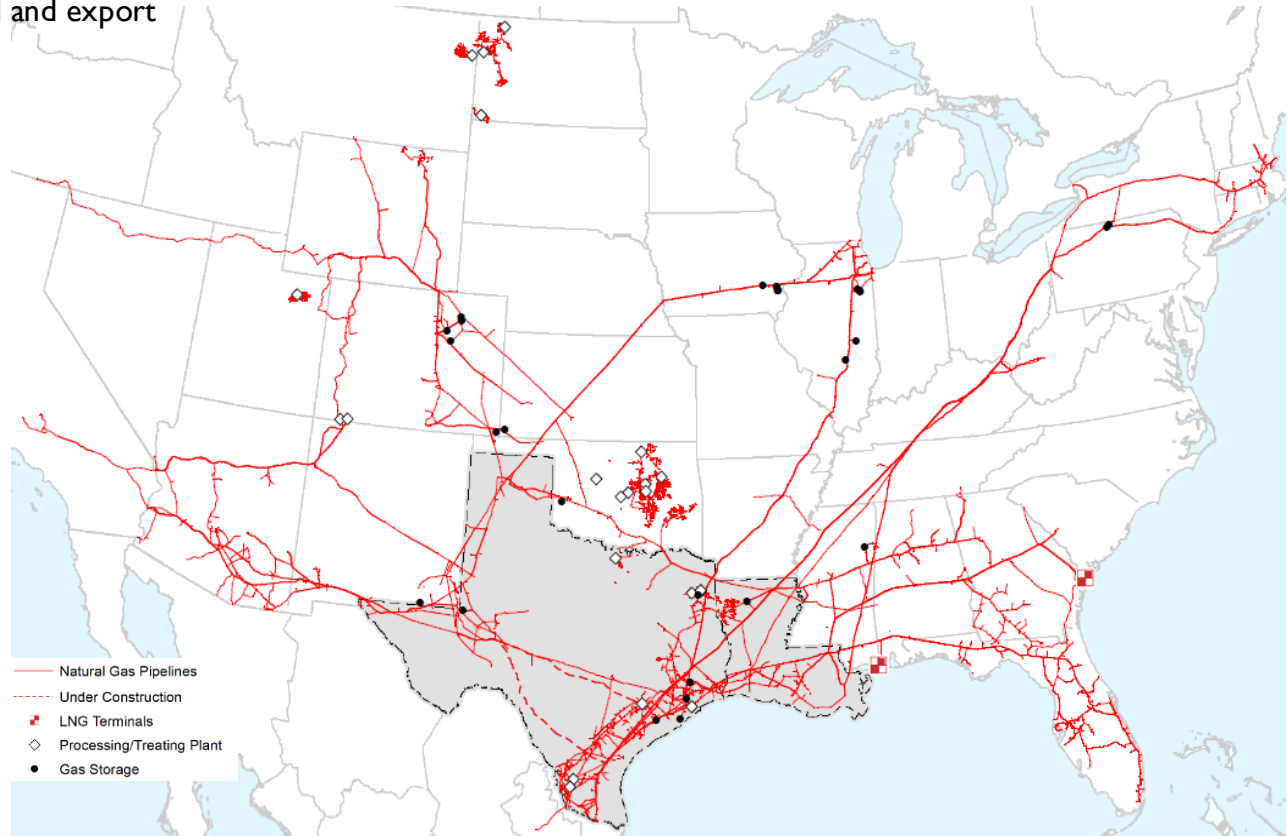 and export
Natural Gas Pipelines
Under Construction
LNG Terminals
Processing/Treating Plant
Gas Storage